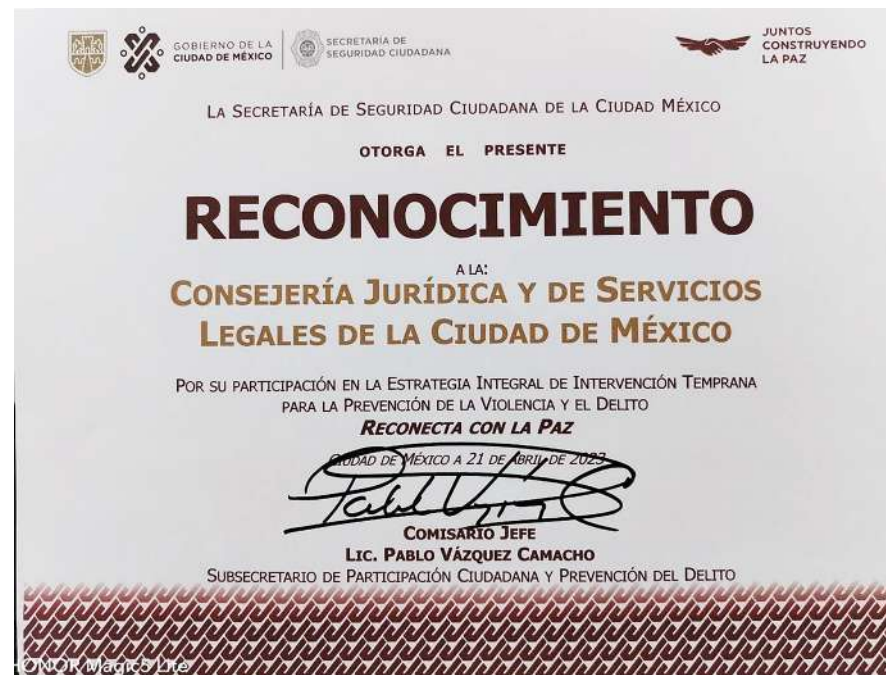 GOBIERNO DE LA
CIUDAD DE MÉXICO
SECRETARÍA DE
SEGURIDAD CIUDADANA
JUNTOS
CONSTRUYENDO
LA PAZ
LA SECRETARÍA DE SEGURIDAD CIUDADANA DE LA CIUDAD MÉXICO
OTORGA EL PRESENTE
RECONOCIMIENTO
A LA:
CONSEJERÍA JURÍDICA Y DE SERVICIOS
LEGALES DE LA CIUDAD DE MÉXICO
POR SU PARTICIPACIÓN EN LA ESTRATEGIA INTEGRAL DE INTERVENCIÓN TEMPRANA
PARA LA PREVENCIÓN DE LA VIOLENCIA Y EL DELITO
RECONECTA CON LA PAZ
CIUDAD DE MÉXICO A 21 DE ABRIL DE 2023
COMISARIO JEFE
LIC. PABLO VÁZQUEZ CAMACHO
SUBSECRETARIO DE PARTICIPACIÓN CIUDADANA Y PREVENCIÓN DEL DELITO
HONOR Magic5 Lite